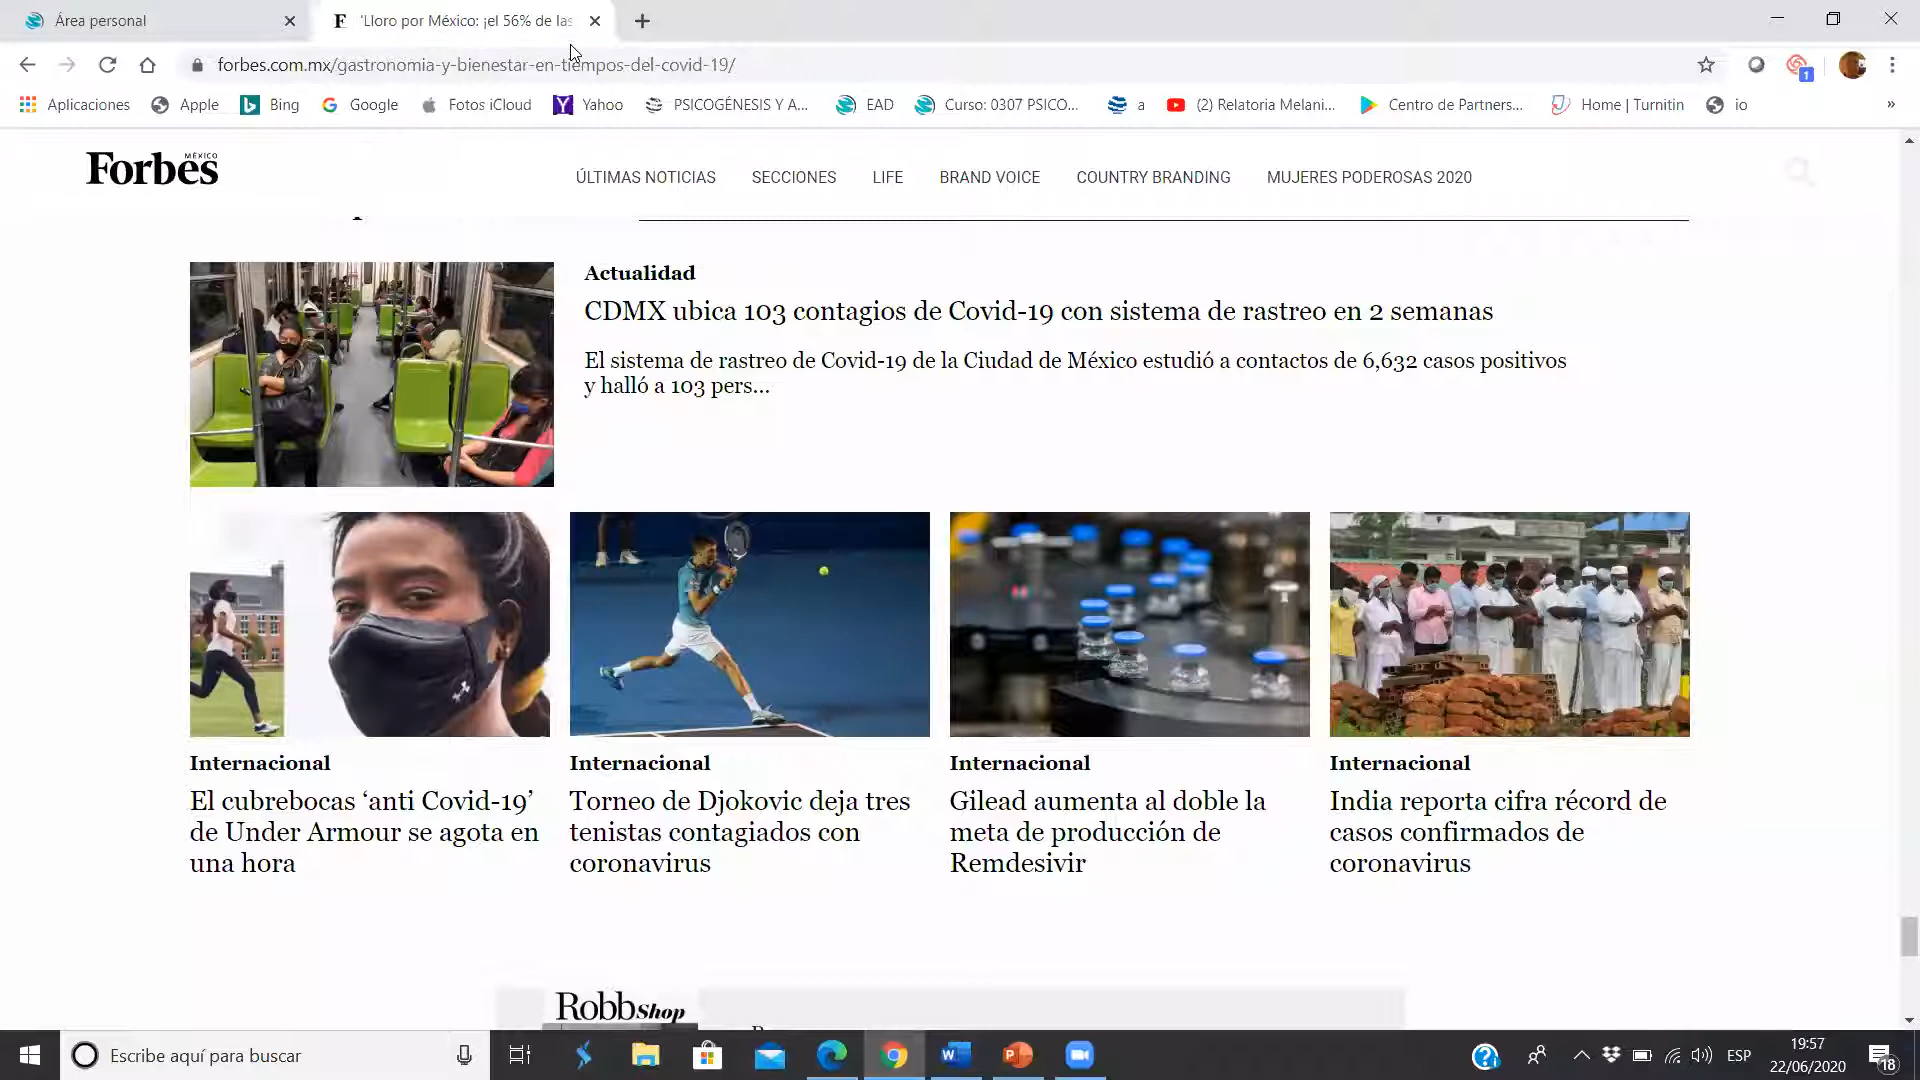 Área personal
F 'Lloro por México: ¡el 56% de las
forbes.com.mx/gastronomia-y-bienestar-en-tiempos-del-covid-19/
1
Aplicaciones Apple Bing Google Fotos iCloud Yahoo PSICOGÉNESIS Y A... EAD Curso: 0307 PSICO... a (2) Relatoria Melani... Centro de Partners... Home | Turnitin io »
Forbes MÉXICO
ÚLTIMAS NOTICIAS SECCIONES LIFE BRAND VOICE COUNTRY BRANDING MUJERES PODEROSAS 2020
Actualidad
CDMX ubica 103 contagios de Covid-19 con sistema de rastreo en 2 semanas
El sistema de rastreo de Covid-19 de la Ciudad de México estudió a contactos de 6,632 casos positivos
y halló a 103 pers...
Internacional
El cubrebocas ‘anti Covid-19’
de Under Armour se agota en
una hora
Internacional
Torneo de Djokovic deja tres
tenistas contagiados con
coronavirus
Internacional
Gilead aumenta al doble la
meta de producción de
Remdesivir
Internacional
India reporta cifra récord de
casos confirmados de
coronavirus
Robb Shop
Escribe aquí para buscar
ESP
19:57
22/06/2020
18